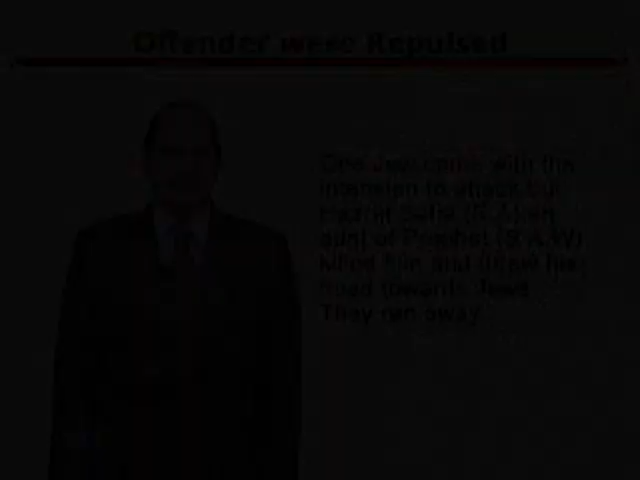 Offender were Repulsed
One Jew came with the
intension to attack but
Hazrat Safia (R.A) an
aunt of Prophet (S.A.W)
killed him and threw his
head towards Jews.
They ran away.